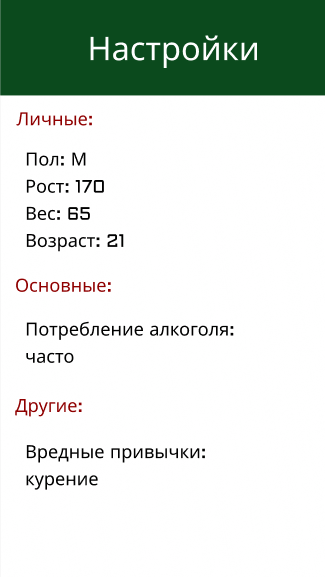 Настройки
Личные:
Пол: М
Рост: 170
Вес: 65
Возраст: 21
Основные:
Потребление алкоголя:
часто
Другие:
Вредные привычки:
курение